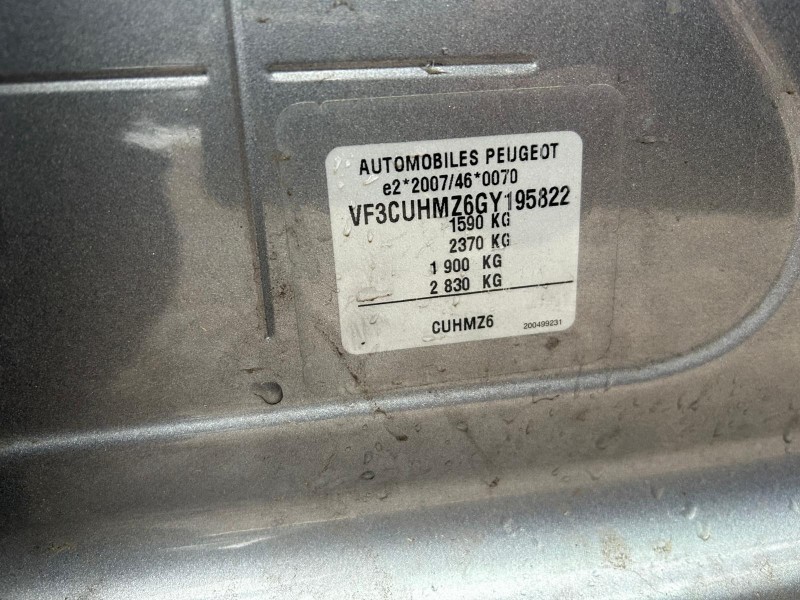 AUTOMOBILES PEUGEOT
e2*2007/46*0070
VF3CUHMZ6GY195822
1590 KG
2370 KG
1 900 KG
2 830 KG
CUHMZ6 200499231